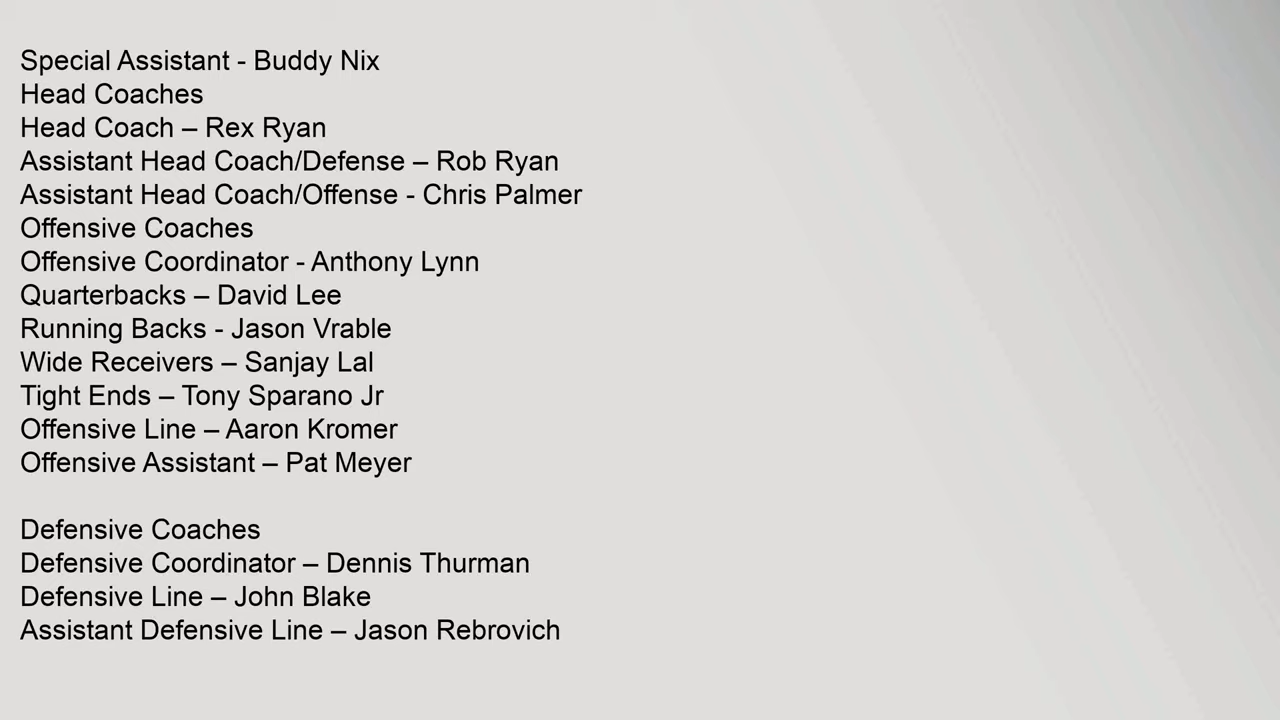 Special Assistant - Buddy Nix
Head Coaches
Head Coach – Rex Ryan
Assistant Head Coach/Defense – Rob Ryan
Assistant Head Coach/Offense - Chris Palmer
Offensive Coaches
Offensive Coordinator - Anthony Lynn
Quarterbacks – David Lee
Running Backs - Jason Vrable
Wide Receivers – Sanjay Lal
Tight Ends – Tony Sparano Jr
Offensive Line – Aaron Kromer
Offensive Assistant – Pat Meyer
Defensive Coaches
Defensive Coordinator – Dennis Thurman
Defensive Line – John Blake
Assistant Defensive Line – Jason Rebrovich